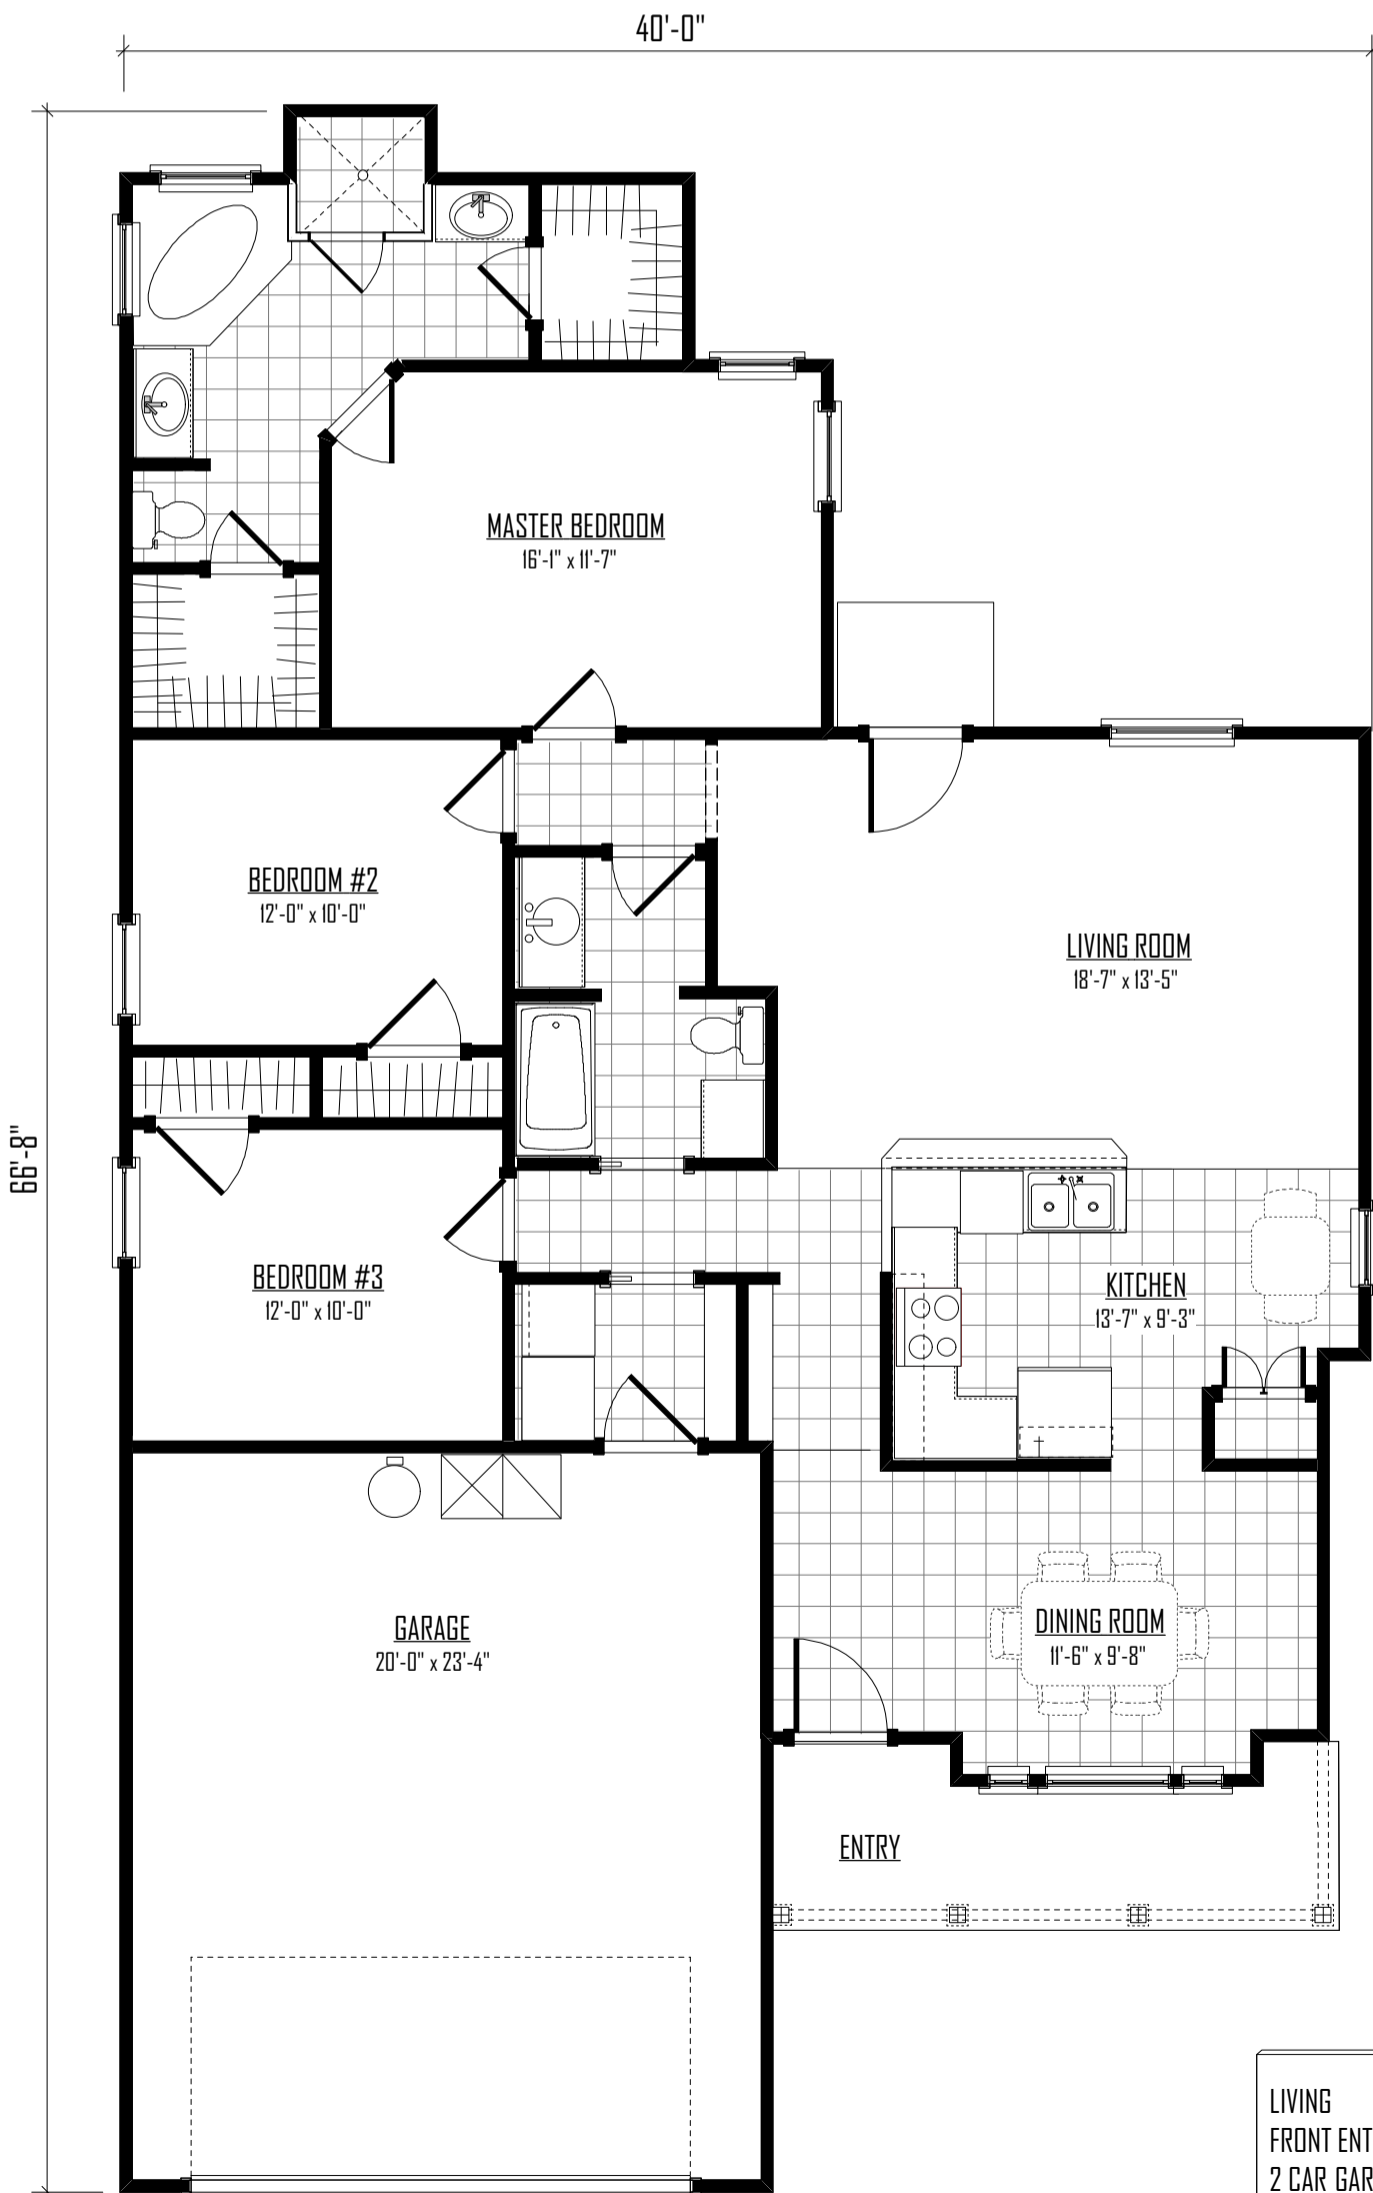 40'-0"
MASTER BEDROOM
16'-1" x 11'-7"
BEDROOM #2
12'-0" x 10'-0"
LIVING ROOM
18'-7" x 13'-5"
66'-8"
BEDROOM #3
12'-0" x 10'-0"
KITCHEN
13'-7" x 9'-3"
GARAGE
20'-0" x 23'-4"
DINING ROOM
11'-6" x 9'-8"
ENTRY
LIVING
FRONT ENT
2 CAR GAR